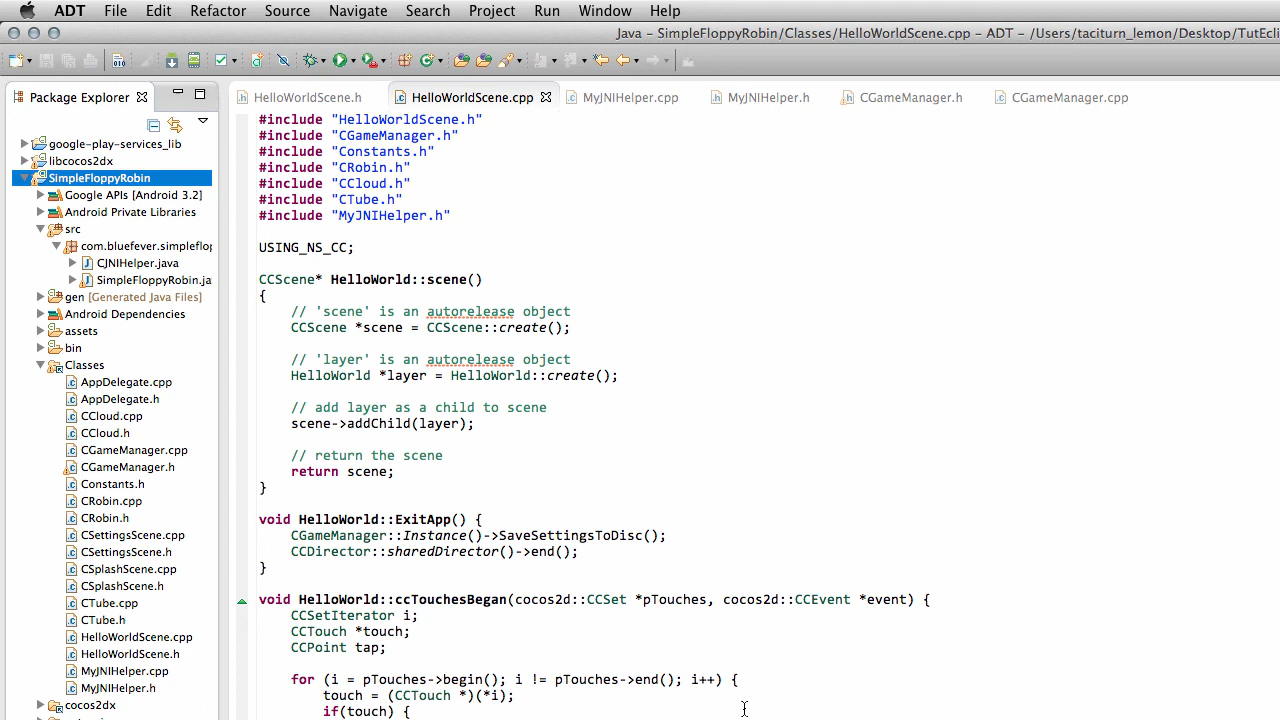 ADT File Edit Refactor Source Navigate Search Project Run Window Help
Java – SimpleFloppyRobin/Classes/HelloWorldScene.cpp – ADT – /Users/taciturn_lemon/Desktop/TutEcli
Package Explorer
HelloWorldScene.h HelloWorldScene.cpp MyJNIHelper.cpp MyJNIHelper.h CGameManager.h CGameManager.cpp
google-play-services_lib
libcocos2dx
SimpleFloppyRobin
Google APIs [Android 3.2]
Android Private Libraries
src
com.bluefever.simpleflop
CJNIHelper.java
SimpleFloppyRobin.ja
gen [Generated Java Files]
Android Dependencies
assets
bin
Classes
AppDelegate.cpp
AppDelegate.h
CCloud.cpp
CCloud.h
CGameManager.cpp
CGameManager.h
Constants.h
CRobin.cpp
CRobin.h
CSettingsScene.cpp
CSettingsScene.h
CSplashScene.cpp
CSplashScene.h
CTube.cpp
CTube.h
HelloWorldScene.cpp
HelloWorldScene.h
MyJNIHelper.cpp
MyJNIHelper.h
cocos2dx
#include "HelloWorldScene.h"
#include "CGameManager.h"
#include "Constants.h"
#include "CRobin.h"
#include "CCloud.h"
#include "CTube.h"
#include "MyJNIHelper.h"
USING_NS_CC;
CCScene* HelloWorld::scene()
{
// 'scene' is an autorelease object
CCScene *scene = CCScene::create();
// 'layer' is an autorelease object
HelloWorld *layer = HelloWorld::create();
// add layer as a child to scene
scene->addChild(layer);
// return the scene
return scene;
}
void HelloWorld::ExitApp() {
CGameManager::Instance()->SaveSettingsToDisc();
CCDirector::sharedDirector()->end();
}
void HelloWorld::ccTouchesBegan(cocos2d::CCSet *pTouches, cocos2d::CCEvent *event) {
CCSetIterator i;
CCTouch *touch;
CCPoint tap;
for (i = pTouches->begin(); i != pTouches->end(); i++) {
touch = (CCTouch *)(*i);
if(touch) {